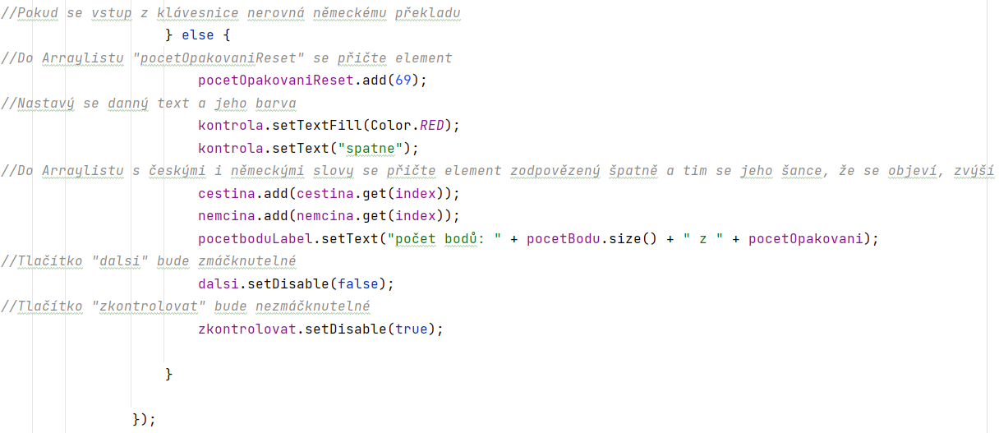 //Pokud se vstup z klávesnice nerovná německému překladu
} else {
//Do Arraylistu "pocetOpakovaniReset" se přičte element
pocetOpakovaniReset.add(69);
//Nastavý se danný text a jeho barva
kontrola.setTextFill(Color.RED);
kontrola.setText("spatne");
//Do Arraylistu s českými i německými slovy se přičte element zodpovězený špatně a tim se jeho šance, že se objeví, zvýší
cestina.add(cestina.get(index));
nemcina.add(nemcina.get(index));
pocetboduLabel.setText("počet bodů: " + pocetBodu.size() + " z " + pocetOpakovani);
//Tlačítko "dalsi" bude zmáčknutelné
dalsi.setDisable(false);
//Tlačítko "zkontrolovat" bude nezmáčknutelné
zkontrolovat.setDisable(true);
}
});